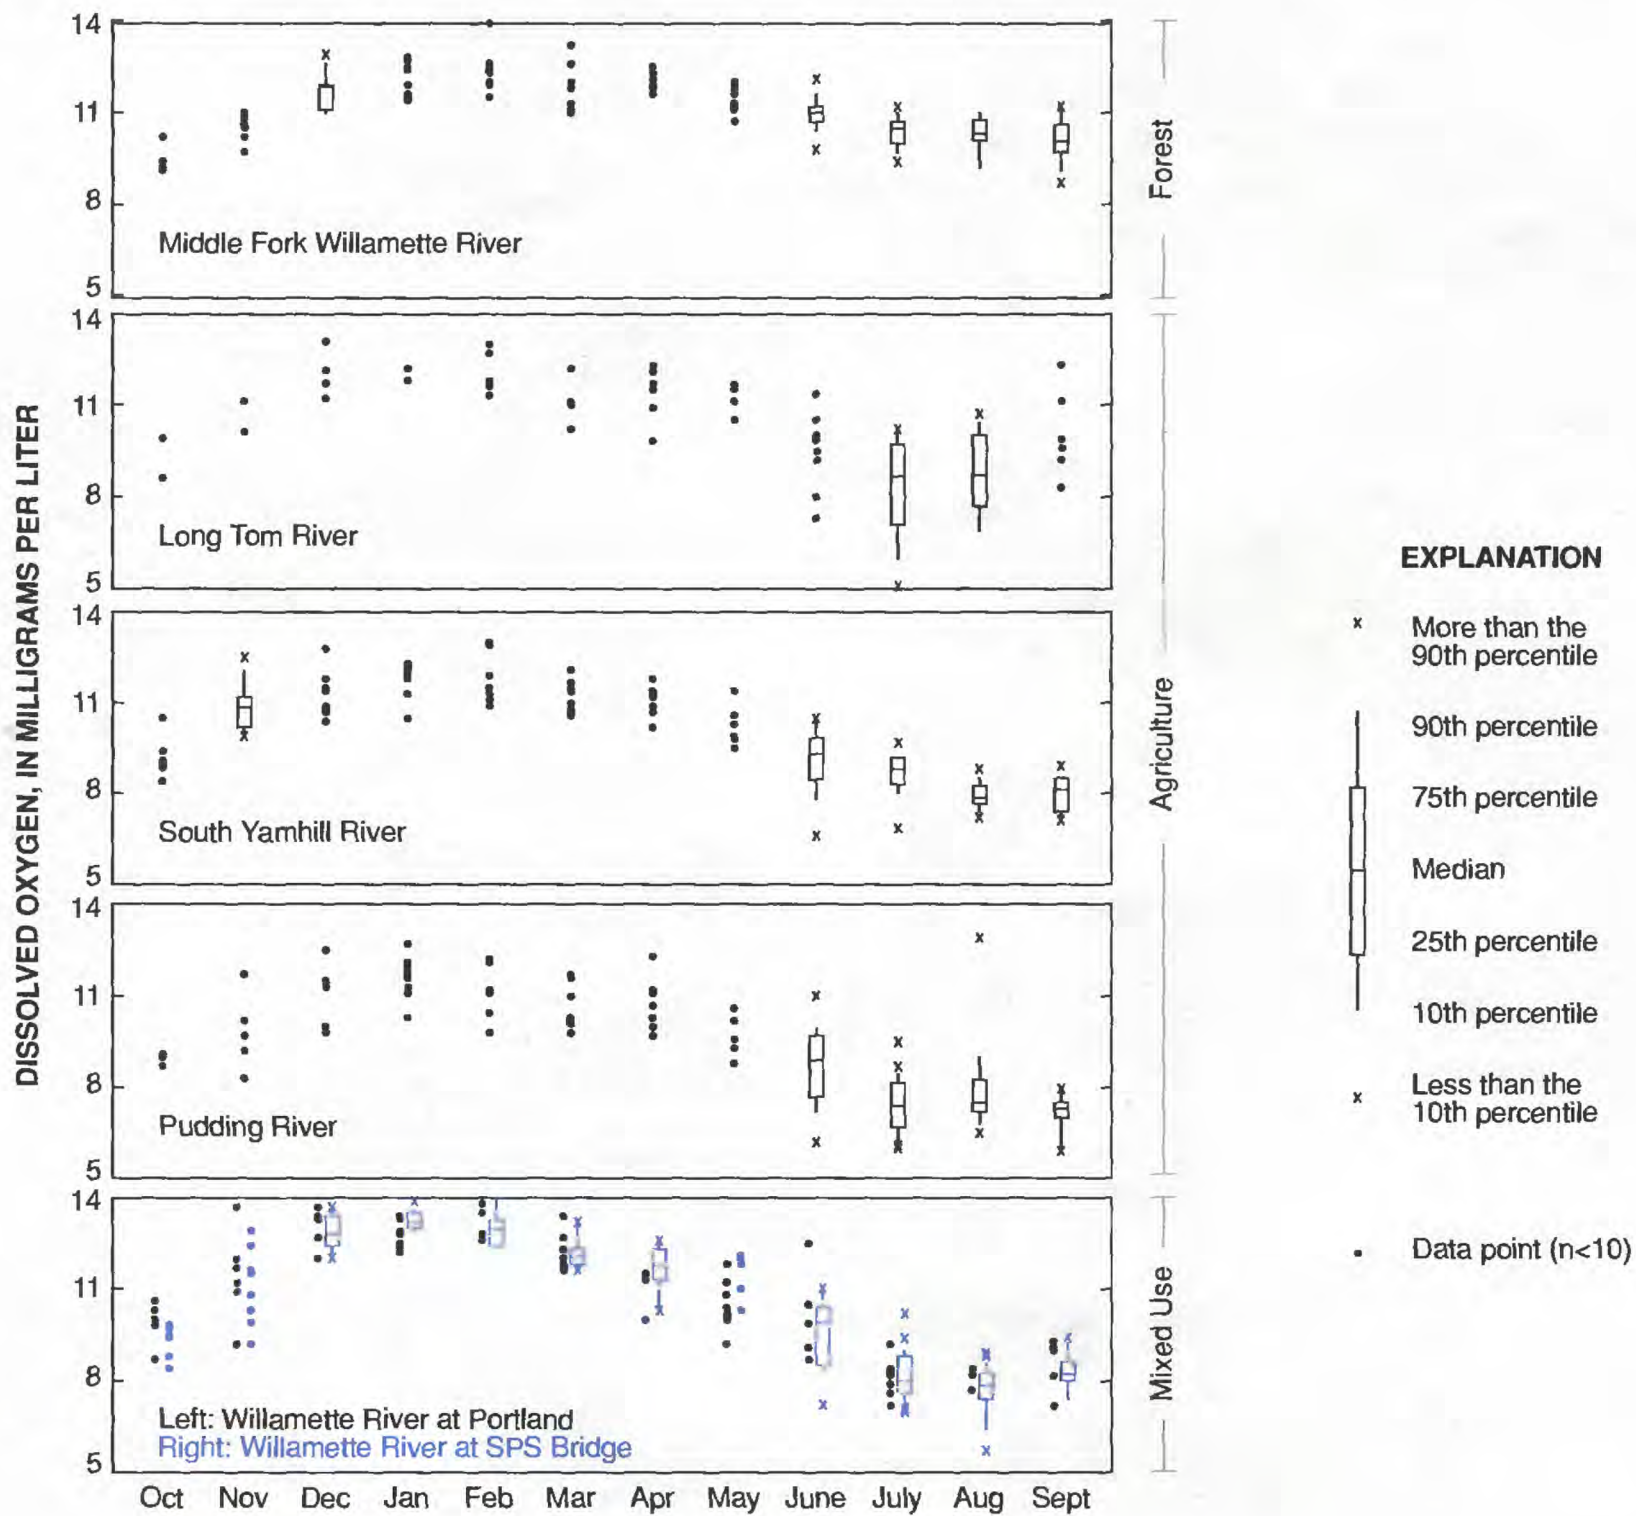 DISSOLVED OXYGEN, IN MILLIGRAMS PER LITER
14
11
8
5
Middle Fork Willamette River
Forest
14
11
8
5
Long Tom River
14
11
8
5
South Yamhill River
Agriculture
14
11
8
5
Pudding River
14
11
8
5
Left: Willamette River at Portland
Right: Willamette River at SPS Bridge
Mixed Use
Oct Nov Dec Jan Feb Mar Apr May June July Aug Sept
EXPLANATION
x More than the
90th percentile
90th percentile
75th percentile
Median
25th percentile
10th percentile
x Less than the
10th percentile
Data point (n<10)